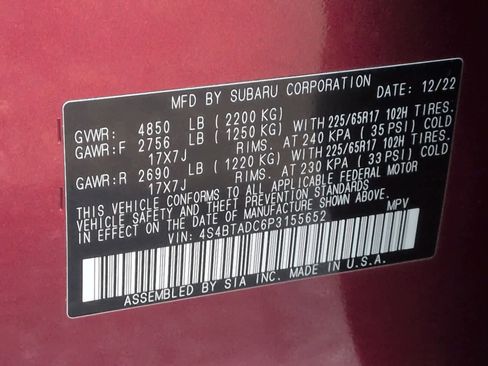 MFD BY SUBARU CORPORATION DATE: 12/22
GVWR: 4850 LB (2200 KG)
GAWR:F 2756 LB (1250 KG) WITH 225/65R17 102H TIRES.
17X7J RIMS. AT 240 KPA (35 PSI) COLD
GAWR:R 2690 LB (1220 KG) WITH 225/65R17 102H TIRES.
17X7J RIMS. AT 230 KPA (33 PSI) COLD
THIS VEHICLE CONFORMS TO ALL APPLICABLE FEDERAL MOTOR
VEHICLE SAFETY AND THEFT PREVENTION STANDARDS
IN EFFECT ON THE DATE OF MANUFACTURE SHOWN ABOVE.
VIN: 4S4BTADC6P3155652 MPV
ASSEMBLED BY SIA INC. MADE IN U.S.A.